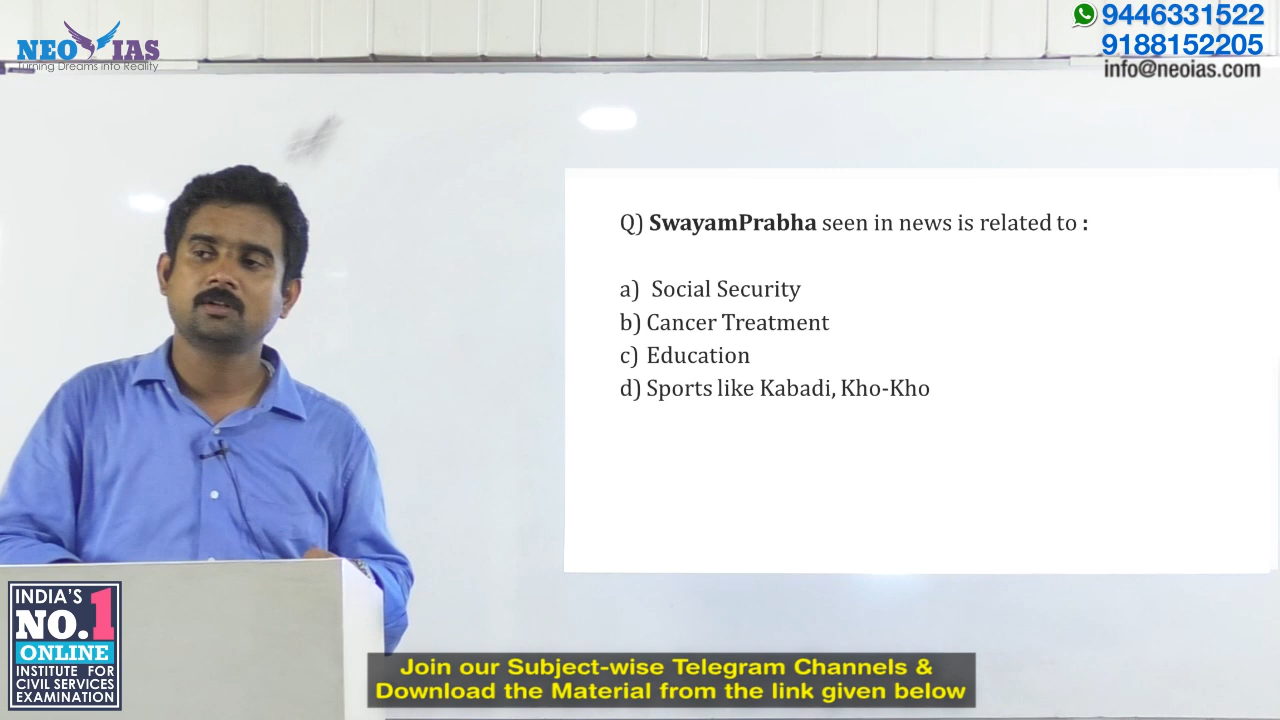 NEO IAS
Turning Dreams into Reality
9446331522
9188152205
info@neoias.com
Q) SwayamPrabha seen in news is related to :
a) Social Security
b) Cancer Treatment
c) Education
d) Sports like Kabadi, Kho-Kho
INDIA'S
NO.1
ONLINE
INSTITUTE FOR
CIVIL SERVICES
EXAMINATION
Join our Subject-wise Telegram Channels &
Download the Material from the link given below